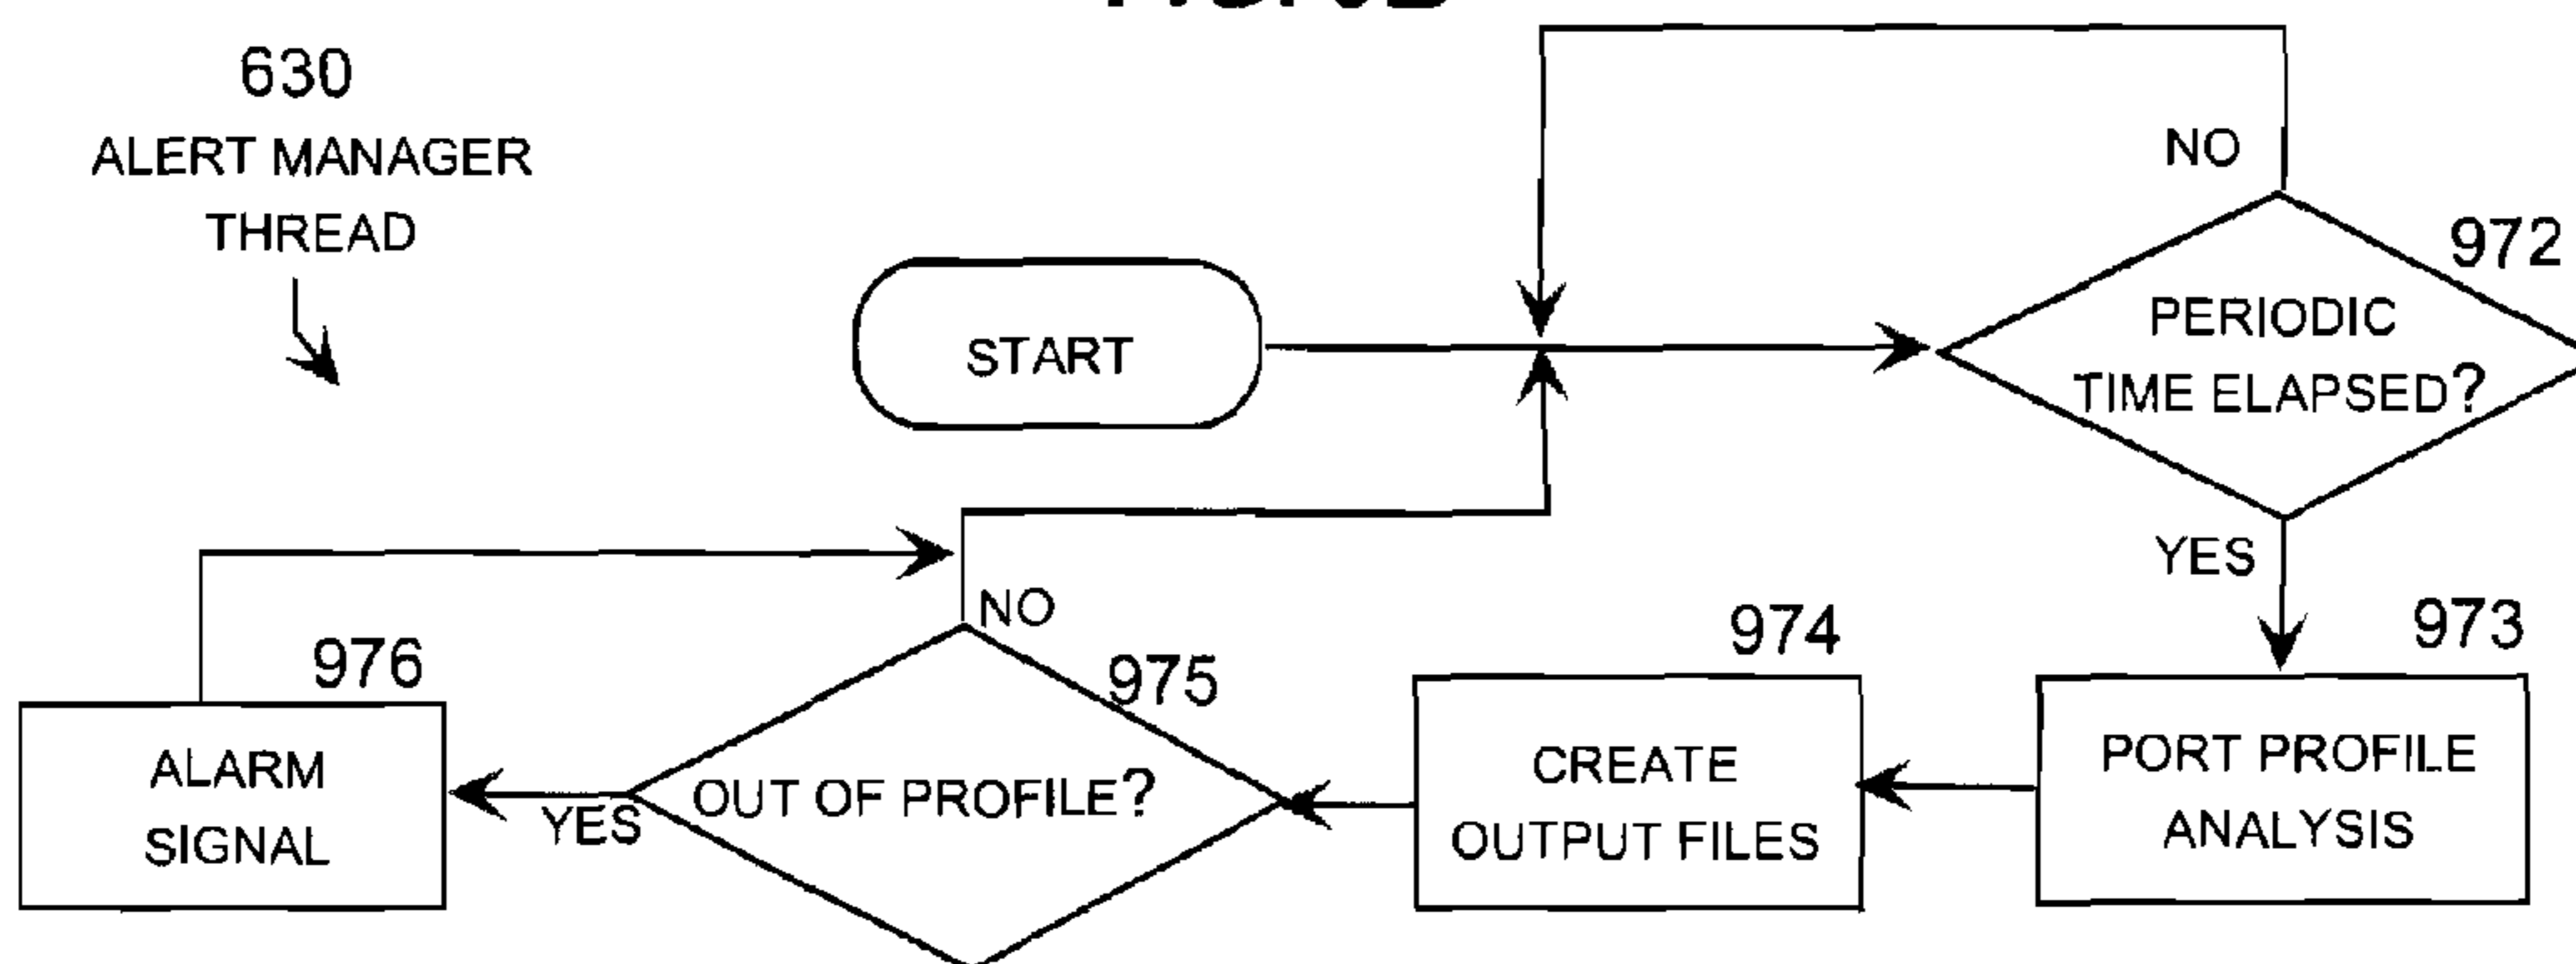 630
ALERT MANAGER
THREAD
START
NO
972
PERIODIC
TIME ELAPSED?
YES
973
PORT PROFILE
ANALYSIS
974
CREATE
OUTPUT FILES
975
OUT OF PROFILE?
NO
YES
976
ALARM
SIGNAL